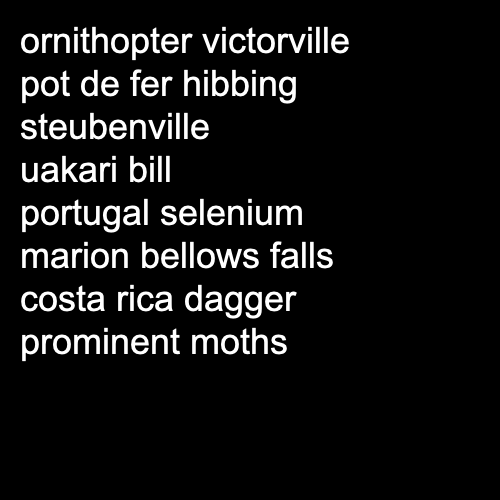 ornithopter victorville
pot de fer hibbing
steubenville
uakari bill
portugal selenium
marion bellows falls
costa rica dagger
prominent moths